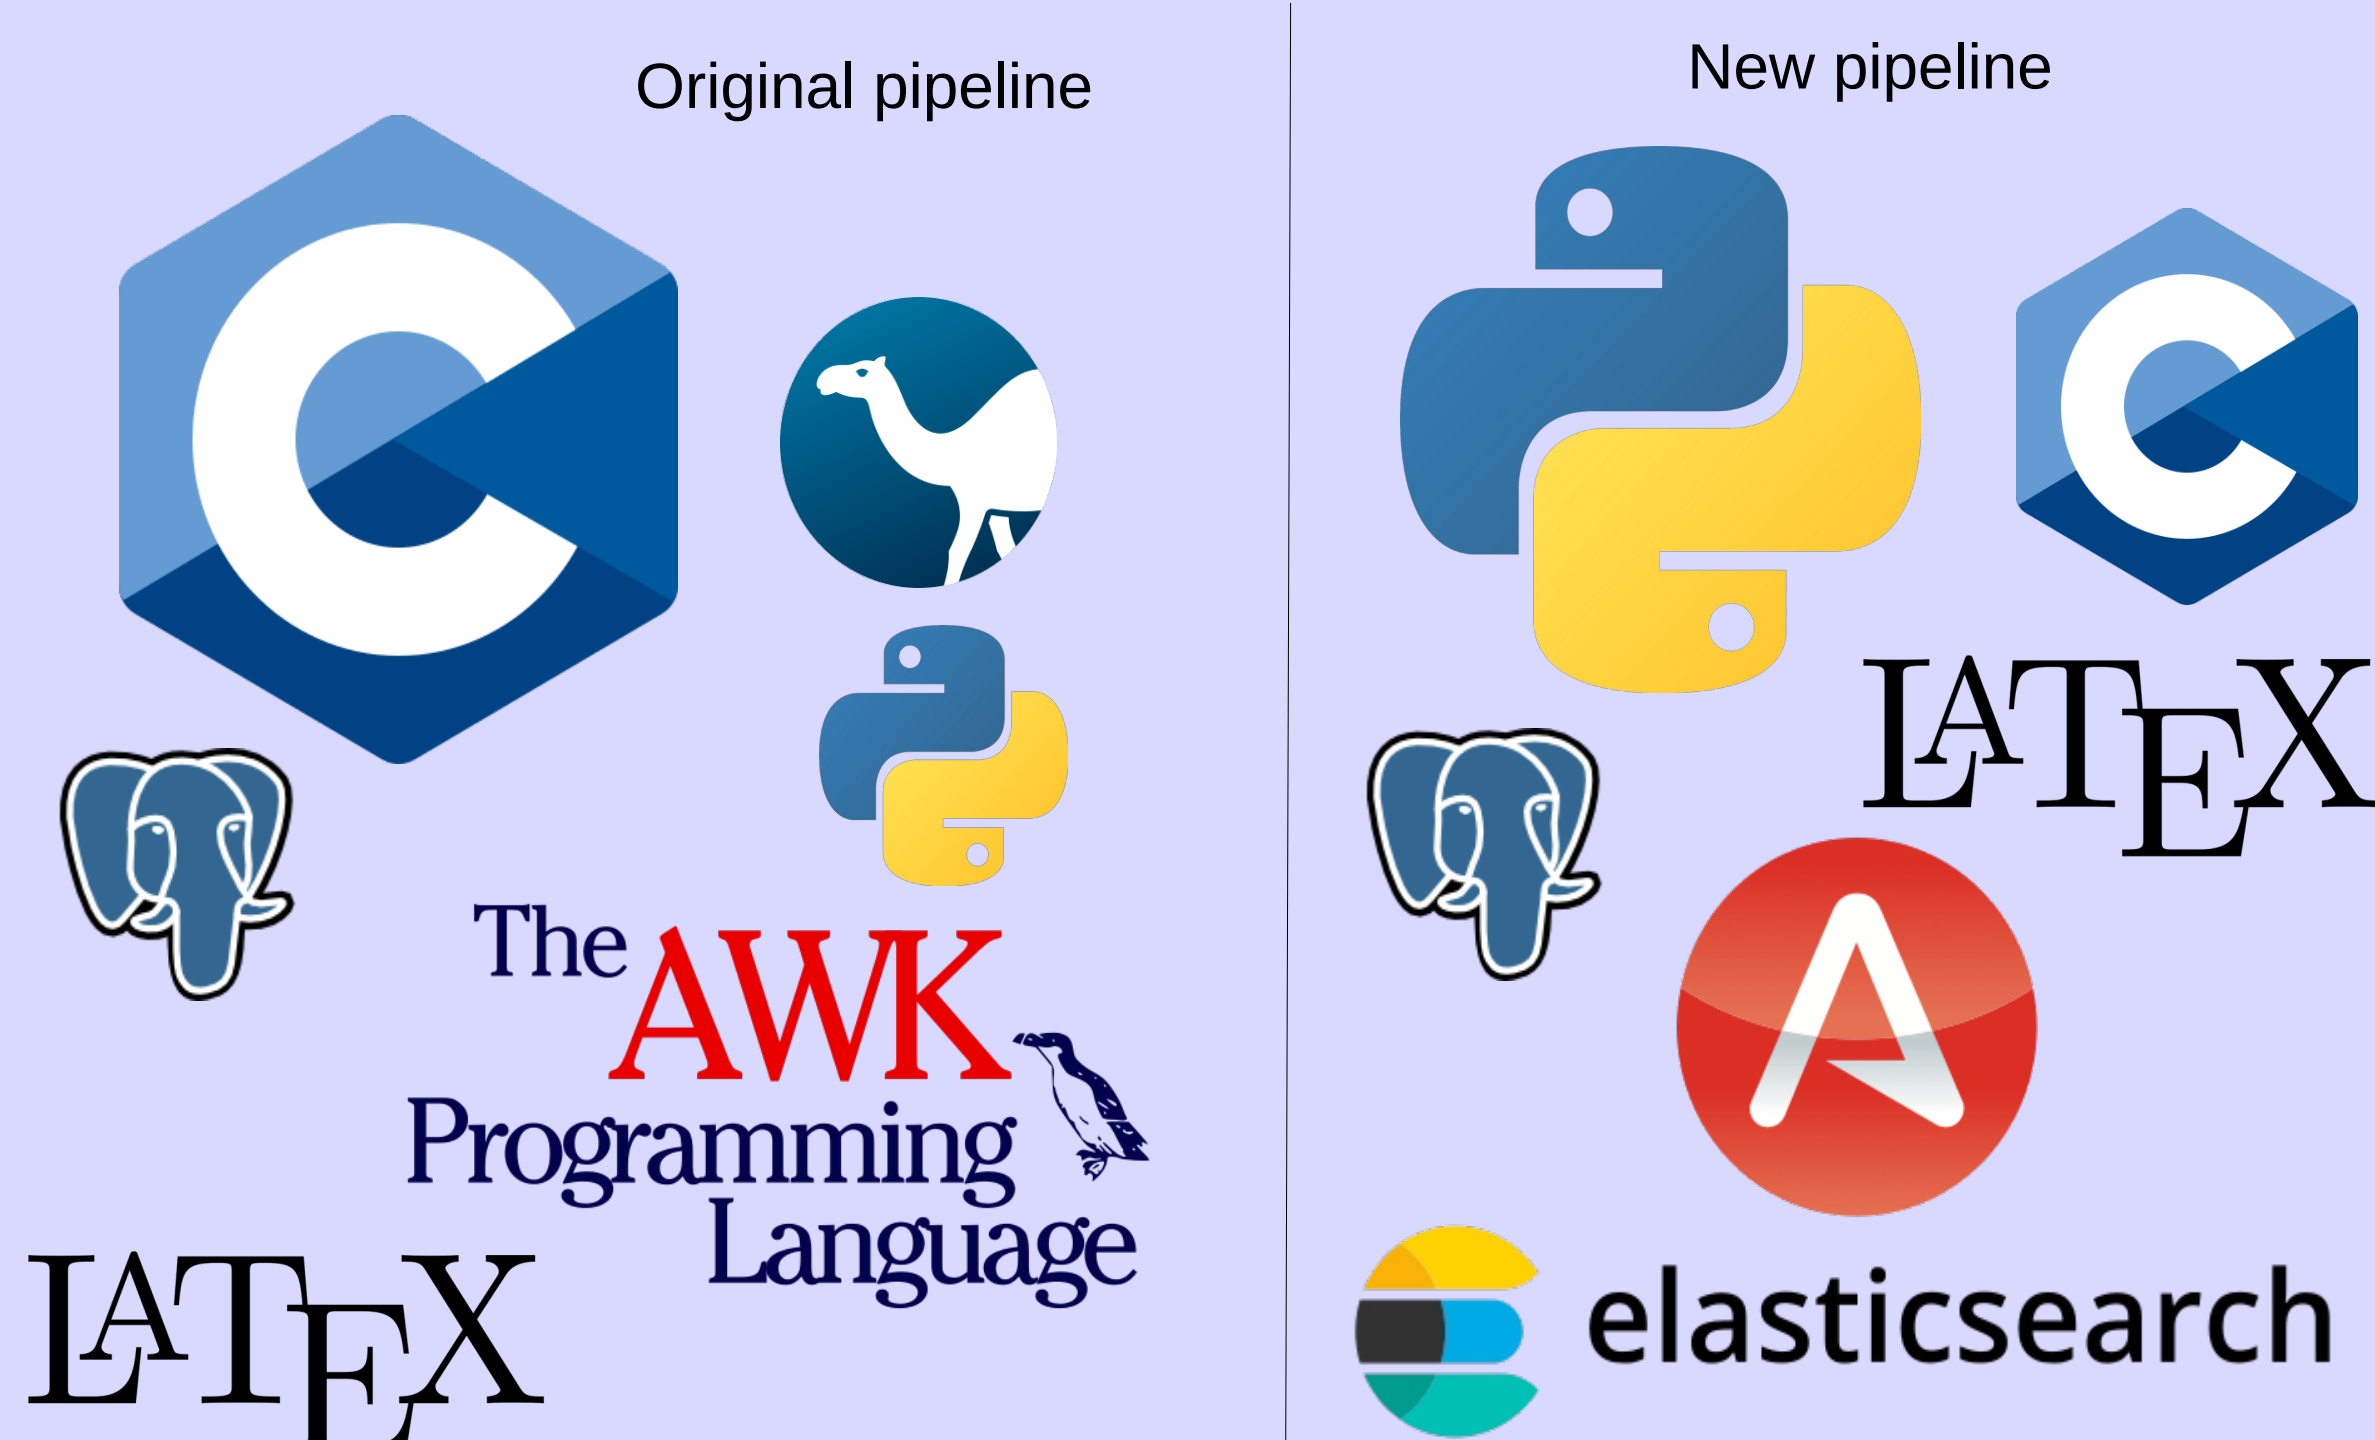 Original pipeline
C
The
AWK
Programming
Language
LATEX
New pipeline
C
LATEX
A
elasticsearch